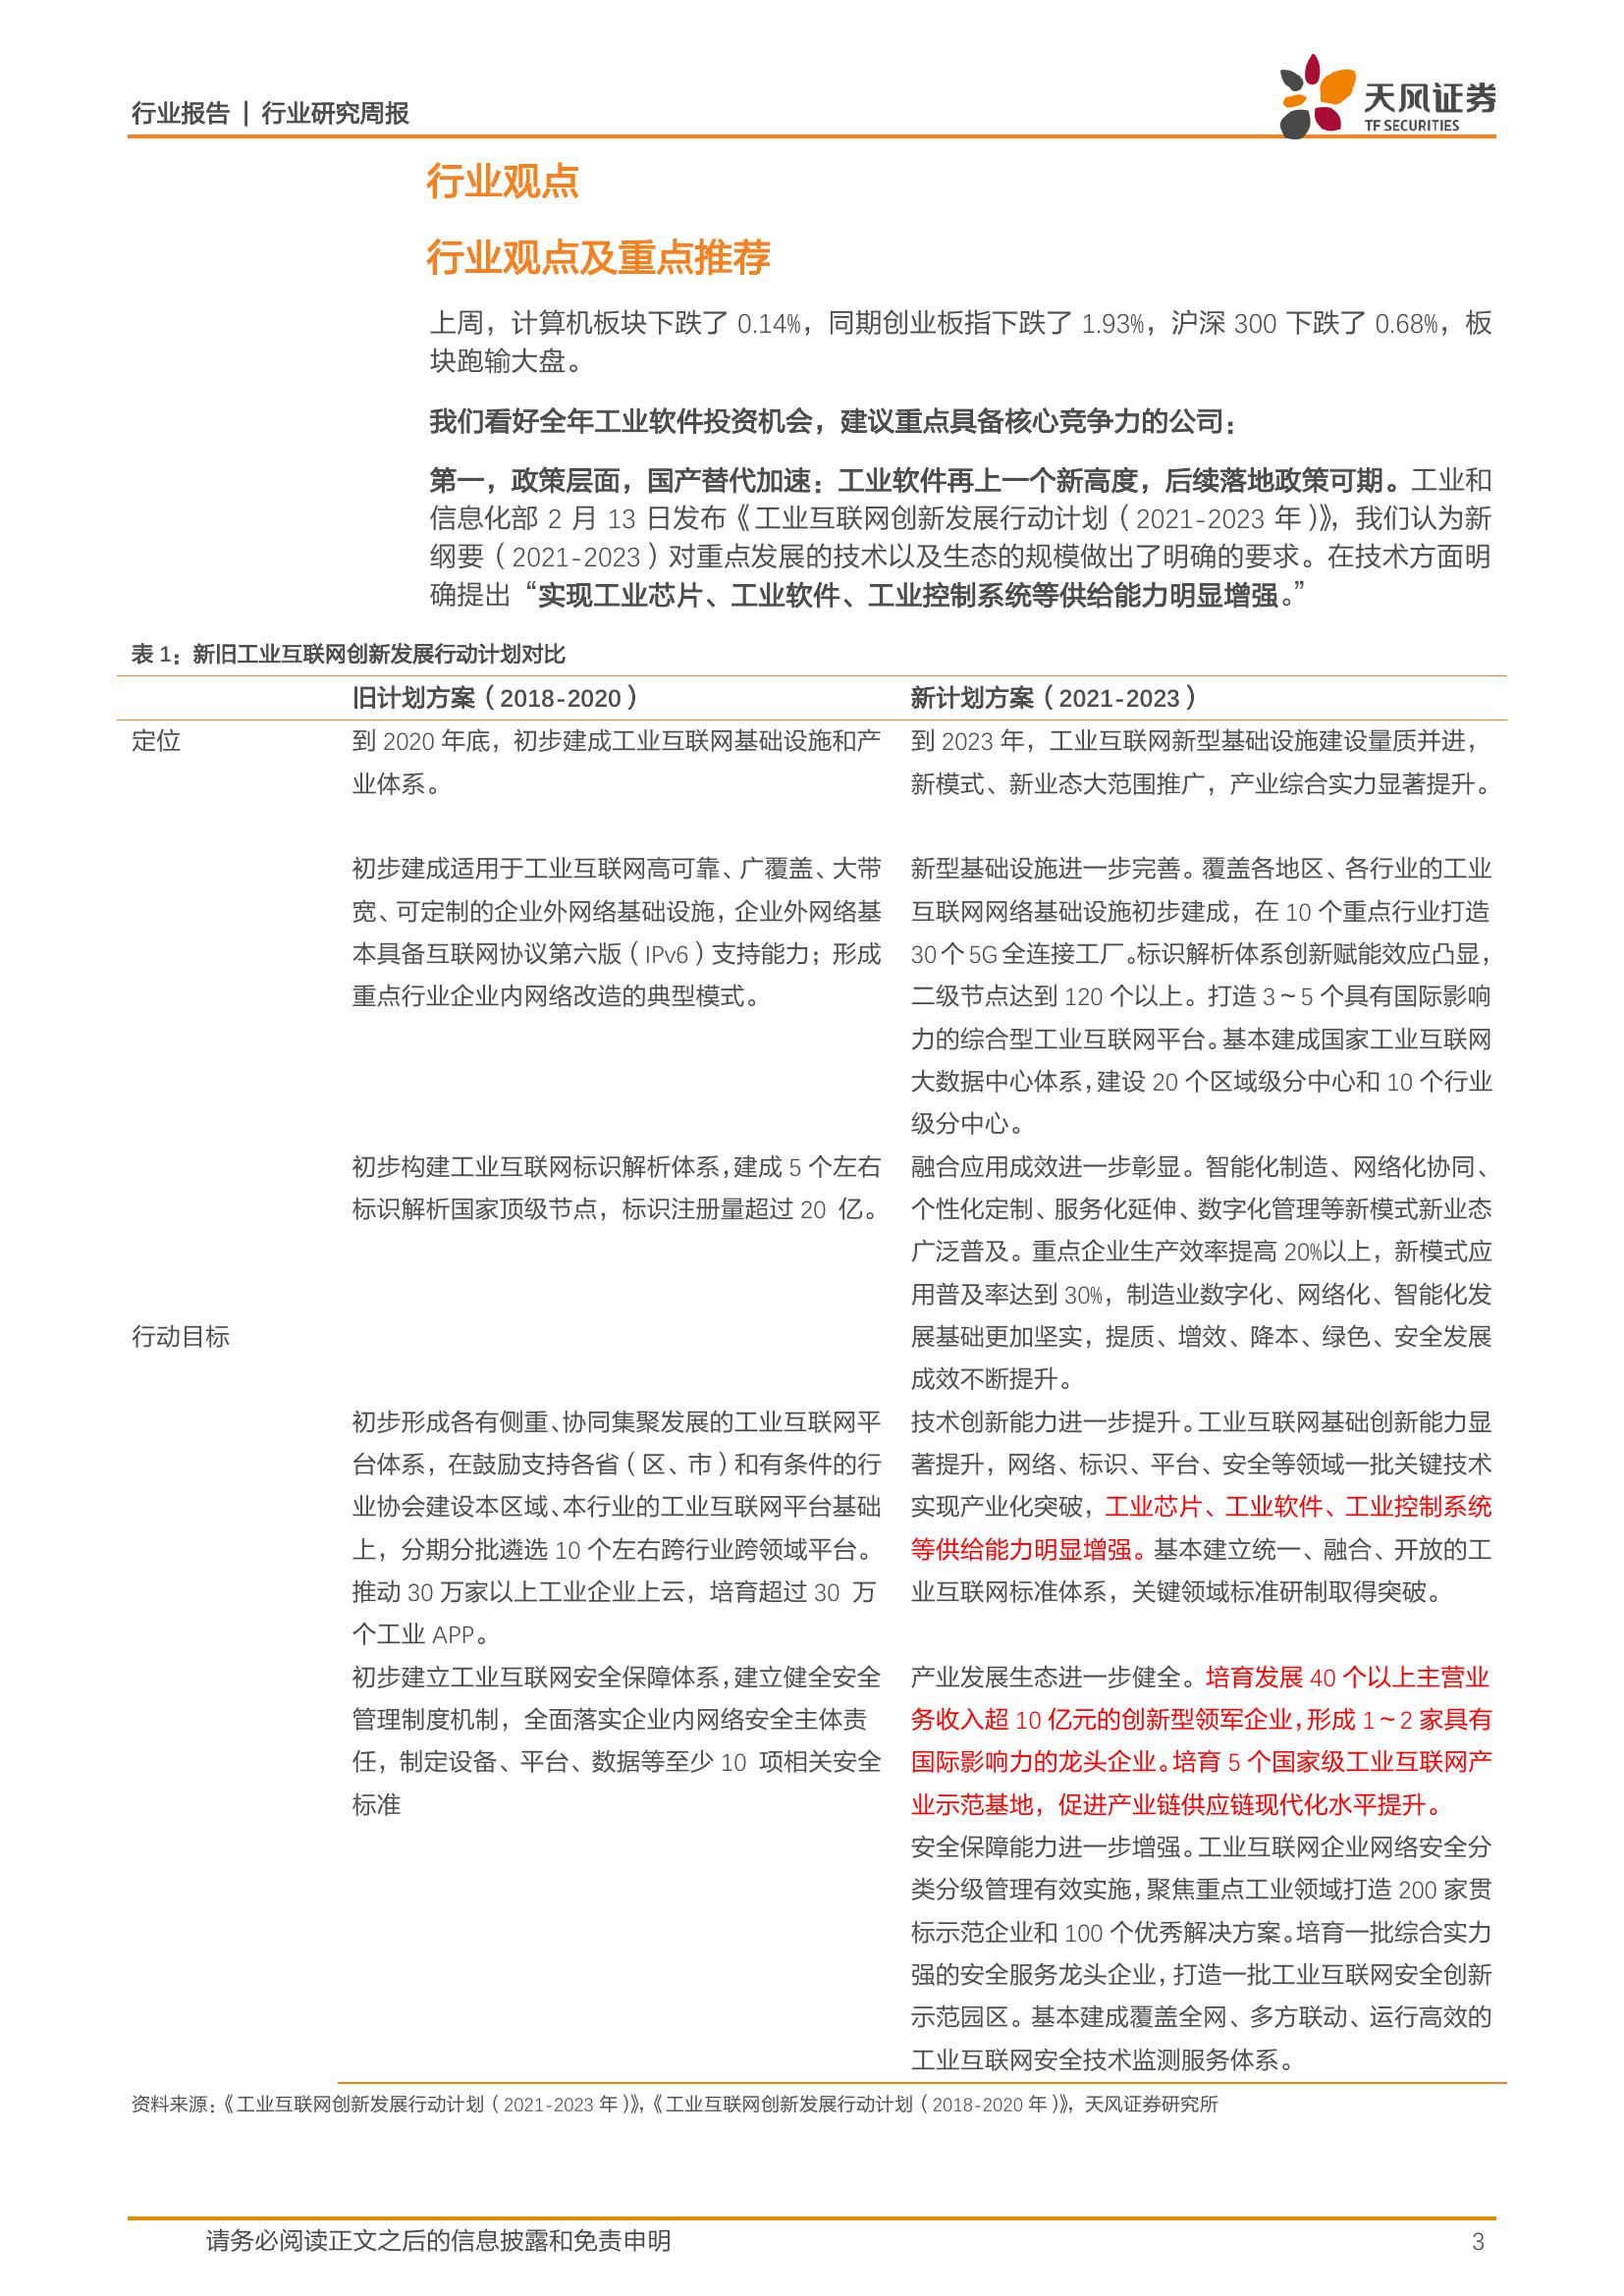 行业报告 | 行业研究周报
天风证券
TF SECURITIES
行业观点
行业观点及重点推荐
上周，计算机板块下跌了 0.14%，同期创业板指下跌了 1.93%，沪深 300 下跌了 0.68%，板
块跑输大盘。
我们看好全年工业软件投资机会，建议重点具备核心竞争力的公司：
第一，政策层面，国产替代加速：工业软件再上一个新高度，后续落地政策可期。工业和
信息化部 2 月 13 日发布《工业互联网创新发展行动计划（2021-2023 年）》，我们认为新
纲要（2021-2023）对重点发展的技术以及生态的规模做出了明确的要求。在技术方面明
确提出“实现工业芯片、工业软件、工业控制系统等供给能力明显增强。”
表 1：新旧工业互联网创新发展行动计划对比
旧计划方案（2018-2020） 新计划方案（2021-2023）
定位
到 2020 年底，初步建成工业互联网基础设施和产
业体系。
到 2023 年，工业互联网新型基础设施建设量质并进，
新模式、新业态大范围推广，产业综合实力显著提升。
行动目标
初步建成适用于工业互联网高可靠、广覆盖、大带
宽、可定制的企业外网络基础设施，企业外网络基
本具备互联网协议第六版（IPv6）支持能力；形成
重点行业企业内网络改造的典型模式。
新型基础设施进一步完善。覆盖各地区、各行业的工业
互联网网络基础设施初步建成，在 10 个重点行业打造
30 个 5G 全连接工厂。标识解析体系创新赋能效应凸显，
二级节点达到 120 个以上。打造 3～5 个具有国际影响
力的综合型工业互联网平台。基本建成国家工业互联网
大数据中心体系，建设 20 个区域级分中心和 10 个行业
级分中心。
初步构建工业互联网标识解析体系，建成 5 个左右
标识解析国家顶级节点，标识注册量超过 20 亿。
融合应用成效进一步彰显。智能化制造、网络化协同、
个性化定制、服务化延伸、数字化管理等新模式新业态
广泛普及。重点企业生产效率提高 20%以上，新模式应
用普及率达到 30%，制造业数字化、网络化、智能化发
展基础更加坚实，提质、增效、降本、绿色、安全发展
成效不断提升。
初步形成各有侧重、协同集聚发展的工业互联网平
台体系，在鼓励支持各省（区、市）和有条件的行
业协会建设本区域、本行业的工业互联网平台基础
上，分期分批遴选 10 个左右跨行业跨领域平台。
推动 30 万家以上工业企业上云，培育超过 30 万
个工业 APP。
技术创新能力进一步提升。工业互联网基础创新能力显
著提升，网络、标识、平台、安全等领域一批关键技术
实现产业化突破，工业芯片、工业软件、工业控制系统
等供给能力明显增强。基本建立统一、融合、开放的工
业互联网标准体系，关键领域标准研制取得突破。
初步建立工业互联网安全保障体系，建立健全安全
管理制度机制，全面落实企业内网络安全主体责
任，制定设备、平台、数据等至少 10 项相关安全
标准
产业发展生态进一步健全。培育发展 40 个以上主营业
务收入超 10 亿元的创新型领军企业，形成 1～2 家具有
国际影响力的龙头企业。培育 5 个国家级工业互联网产
业示范基地，促进产业链供应链现代化水平提升。
安全保障能力进一步增强。工业互联网企业网络安全分
类分级管理有效实施，聚焦重点工业领域打造 200 家贯
标示范企业和 100 个优秀解决方案。培育一批综合实力
强的安全服务龙头企业，打造一批工业互联网安全创新
示范园区。基本建成覆盖全网、多方联动、运行高效的
工业互联网安全技术监测服务体系。
资料来源：《工业互联网创新发展行动计划（2021-2023 年）》，《工业互联网创新发展行动计划（2018-2020 年）》，天风证券研究所
请务必阅读正文之后的信息披露和免责申明 3